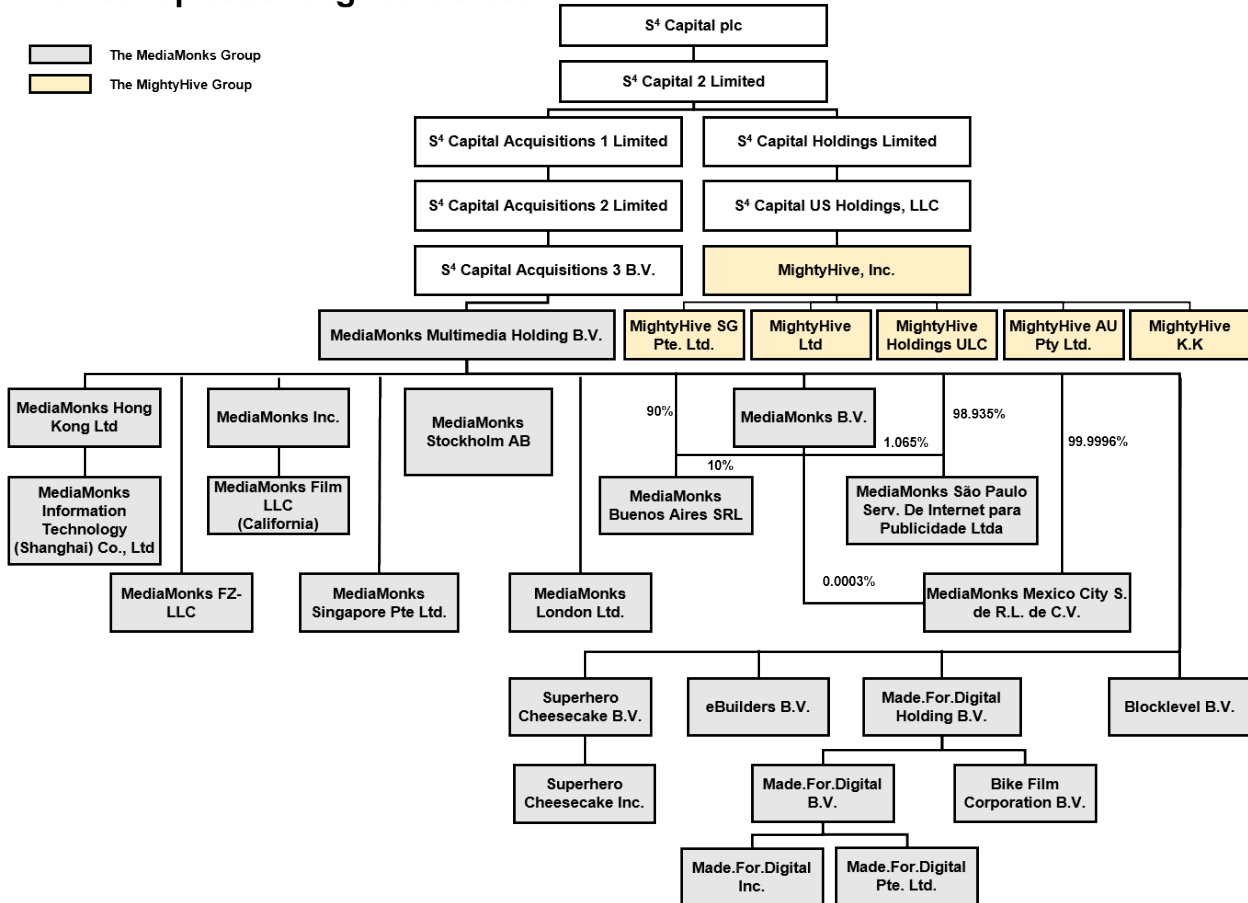 S⁴ Capital plc
The MediaMonks Group
The MightyHive Group
S⁴ Capital 2 Limited
S⁴ Capital Acquisitions 1 Limited
S⁴ Capital Holdings Limited
S⁴ Capital Acquisitions 2 Limited
S⁴ Capital US Holdings, LLC
S⁴ Capital Acquisitions 3 B.V.
MightyHive, Inc.
MediaMonks Multimedia Holding B.V.
MightyHive SG
Pte. Ltd.
MightyHive
Ltd
MightyHive
Holdings ULC
MightyHive AU
Pty Ltd.
MightyHive
K.K
MediaMonks Hong
Kong Ltd
MediaMonks Inc.
MediaMonks
Stockholm AB
90%
MediaMonks B.V.
98.935%
1.065%
99.9996%
10%
MediaMonks
Information
Technology
(Shanghai) Co., Ltd
MediaMonks Film
LLC
(California)
MediaMonks
Buenos Aires SRL
MediaMonks São Paulo
Serv. De Internet para
Publicidade Ltda
0.0003%
MediaMonks FZ-
LLC
MediaMonks
Singapore Pte Ltd.
MediaMonks
London Ltd.
MediaMonks Mexico City S.
de R.L. de C.V.
Superhero
Cheesecake B.V.
eBuilders B.V.
Made.For.Digital
Holding B.V.
Blocklevel B.V.
Superhero
Cheesecake Inc.
Made.For.Digital
B.V.
Bike Film
Corporation B.V.
Made.For.Digital
Inc.
Made.For.Digital
Pte. Ltd.